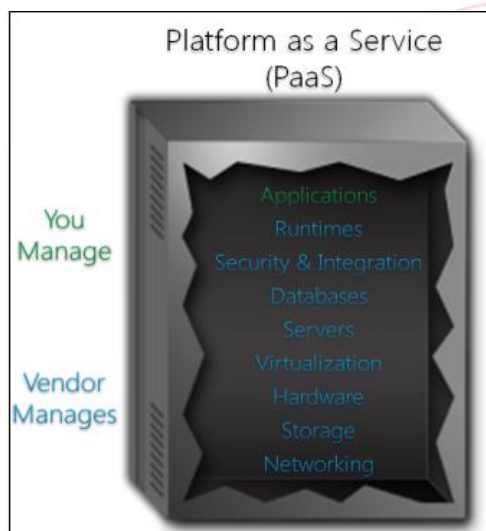 Platform as a Service
(PaaS)
You
Manage
Applications
Runtimes
Security & Integration
Databases
Servers
Virtualization
Vendor
Manages
Hardware
Storage
Networking